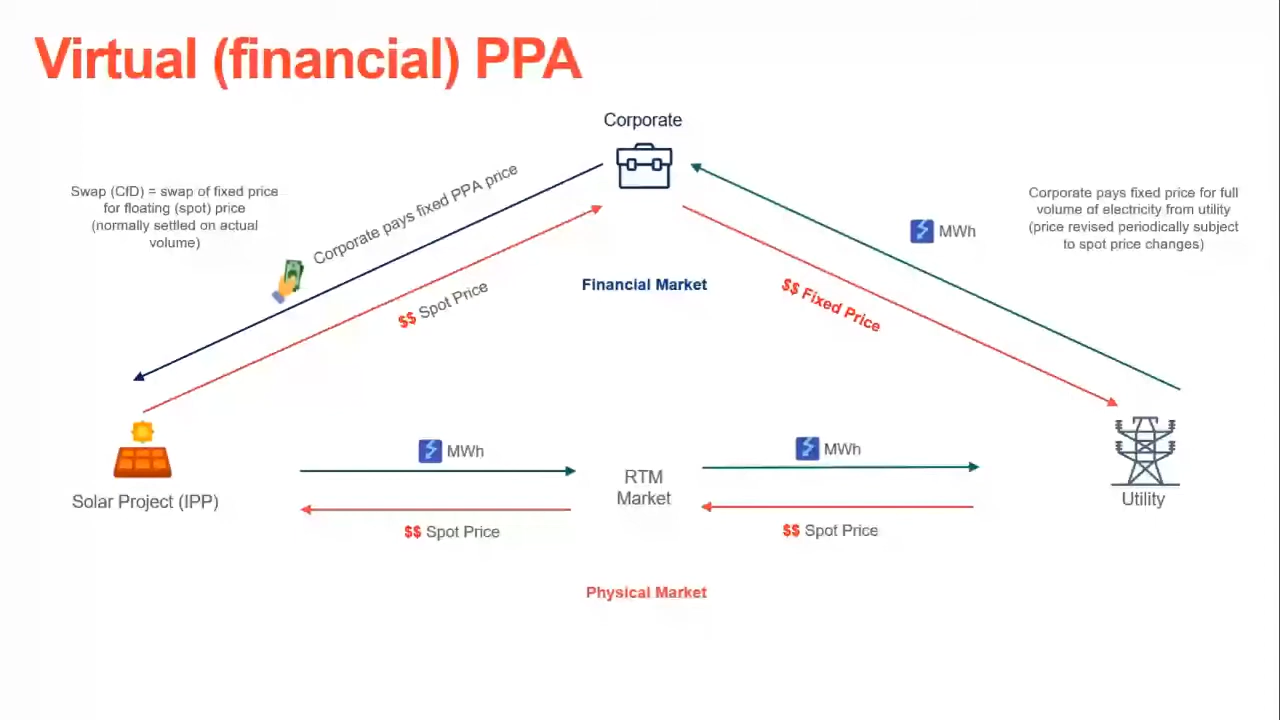 Virtual (financial) PPA
Corporate
Swap (CfD) = swap of fixed price
for floating (spot) price
(normally settled on actual
volume)
Corporate pays fixed PPA price
$$ Spot Price
Financial Market
MWh
$$ Fixed Price
Corporate pays fixed price for full
volume of electricity from utility
(price revised periodically subject
to spot price changes)
Solar Project (IPP)
MWh
$$ Spot Price
RTM
Market
MWh
$$ Spot Price
Utility
Physical Market